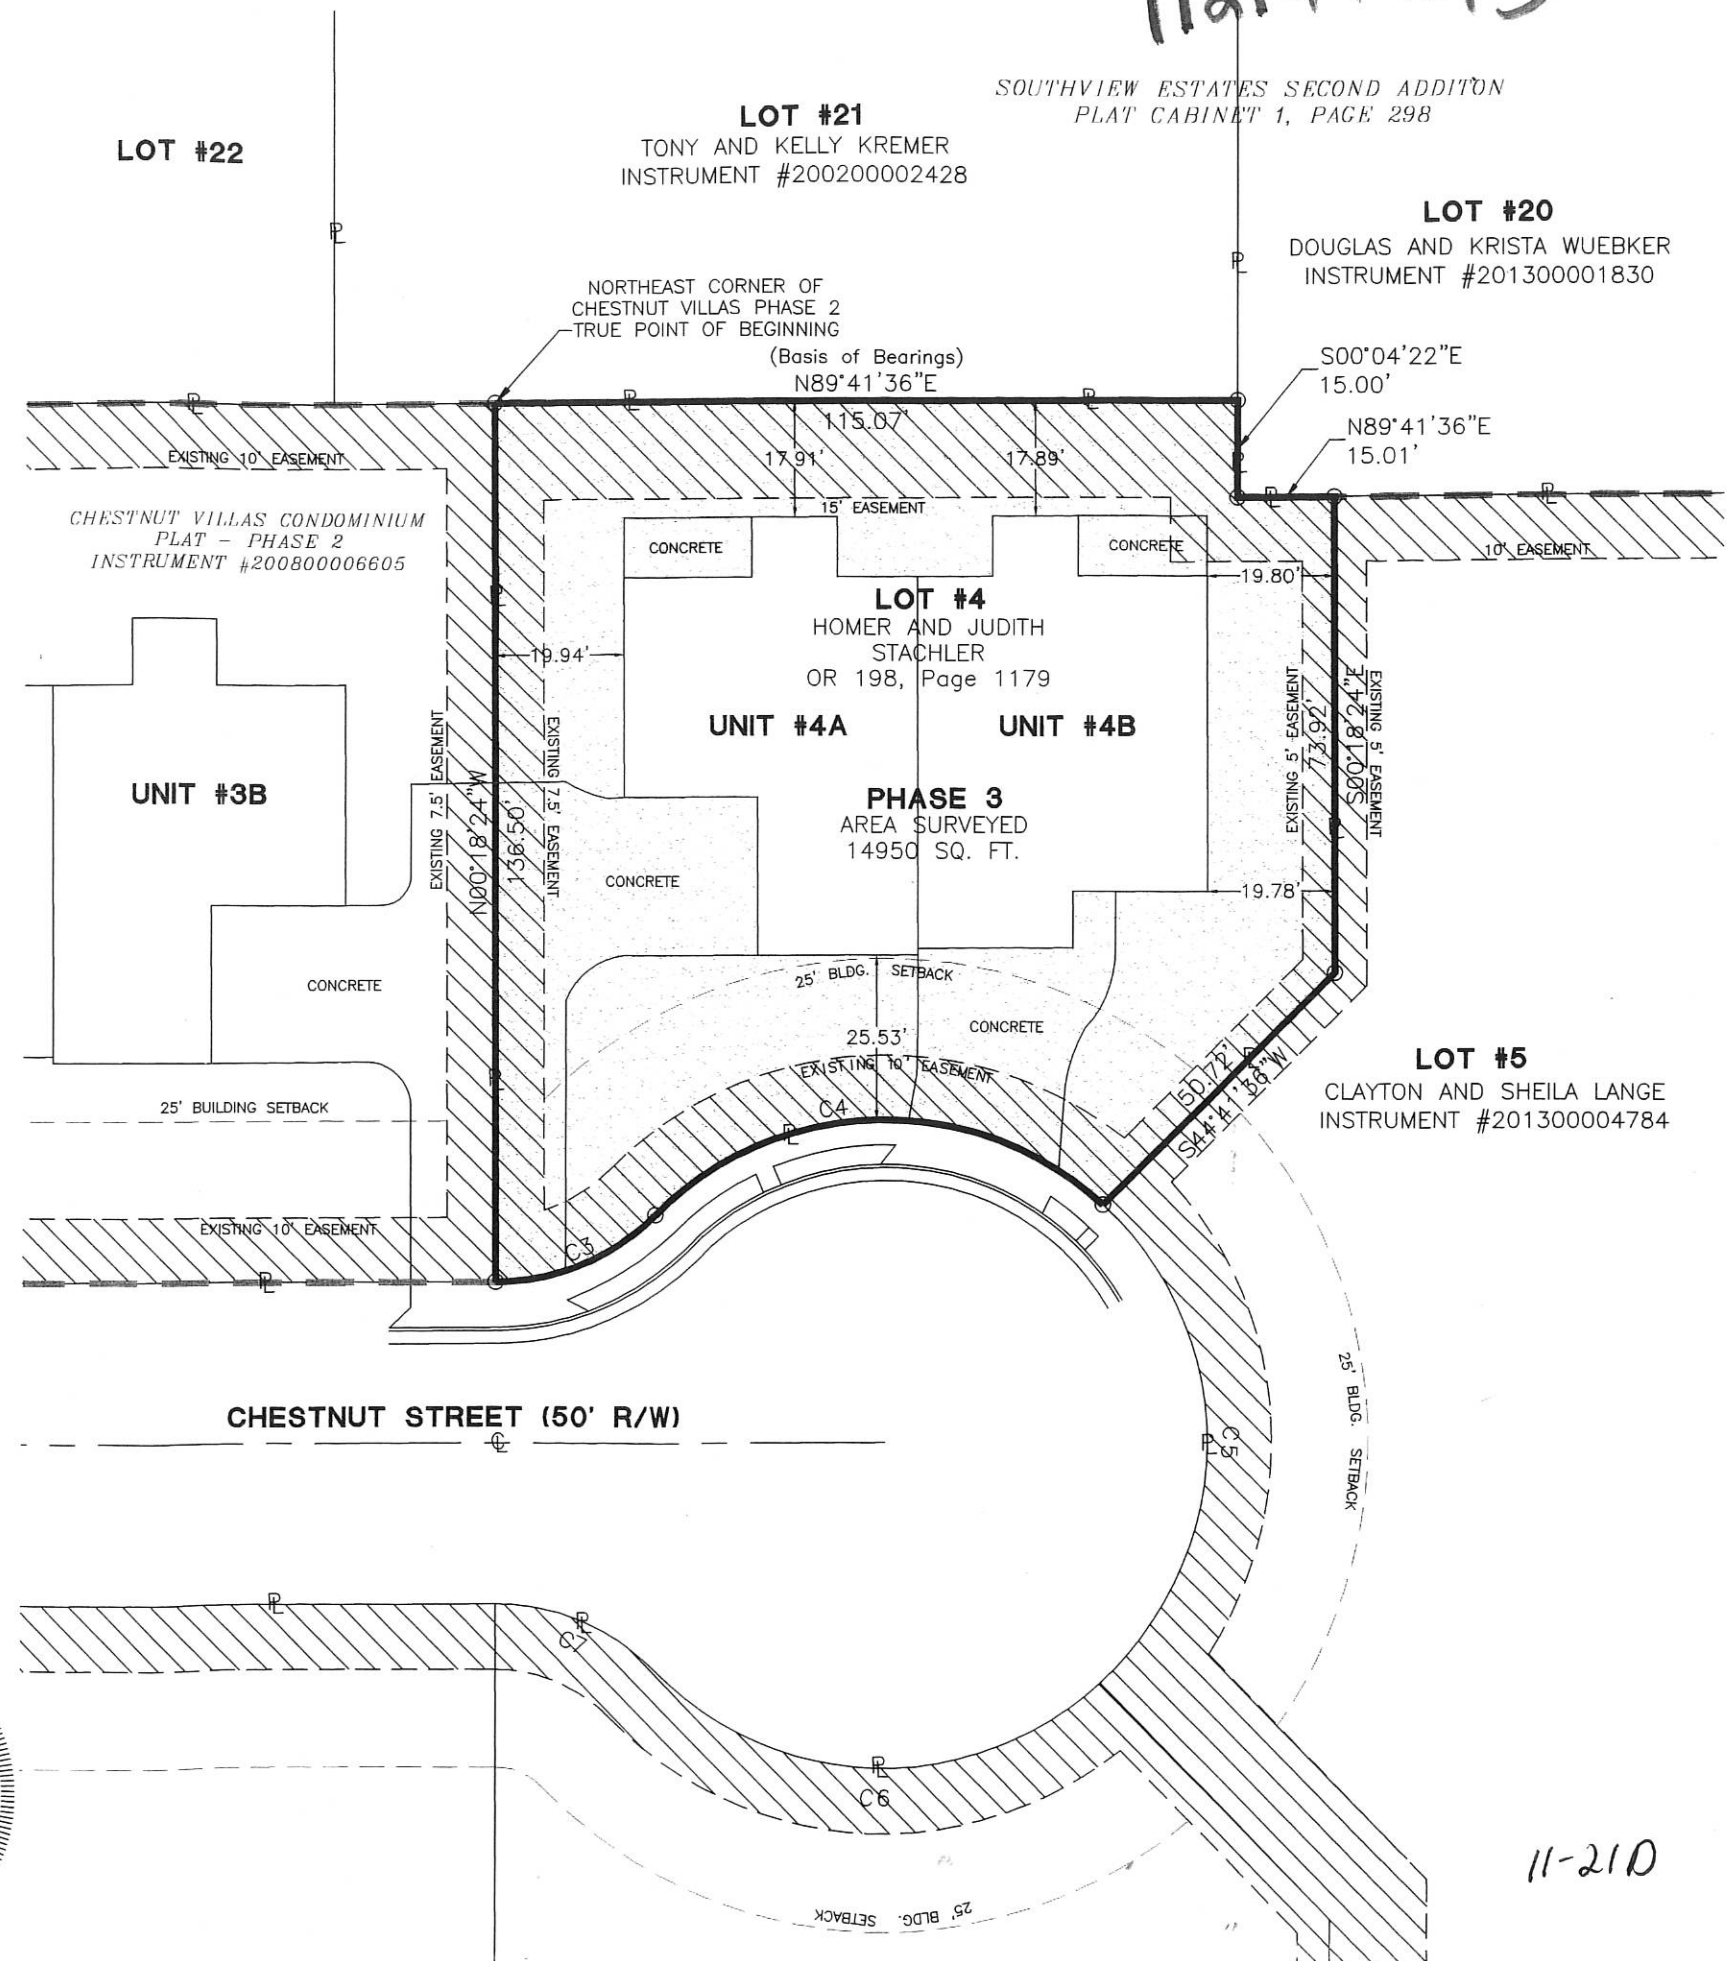 SOUTHVIEW ESTATES SECOND ADDITON
PLAT CABINET 1, PAGE 298
LOT #22
LOT #21
TONY AND KELLY KREMER
INSTRUMENT #200200002428
LOT #20
DOUGLAS AND KRISTA WUEBKER
INSTRUMENT #201300001830
NORTHEAST CORNER OF
CHESTNUT VILLAS PHASE 2
TRUE POINT OF BEGINNING
(Basis of Bearings)
N89°41'36"E
115.07'
S00°04'22"E
15.00'
N89°41'36"E
15.01'
17.91'
17.89'
EXISTING 10' EASEMENT
15' EASEMENT
10' EASEMENT
CHESTNUT VILLAS CONDOMINIUM
PLAT - PHASE 2
INSTRUMENT #200800006605
CONCRETE
CONCRETE
19.80'
19.94'
LOT #4
HOMER AND JUDITH
STACHLER
OR 198, Page 1179
UNIT #4A
UNIT #4B
PHASE 3
AREA SURVEYED
14950 SQ. FT.
UNIT #3B
EXISTING 7.5' EASEMENT
N00°18'24"W
136.50'
EXISTING 7.5' EASEMENT
EXISTING 5' EASEMENT
73.92'
S00°18'24"E
EXISTING 5' EASEMENT
CONCRETE
19.78'
CONCRETE
25' BLDG. SETBACK
25.53'
CONCRETE
EXISTING 10' EASEMENT
50.72'
S44°41'38"W
C4
C3
25' BUILDING SETBACK
EXISTING 10' EASEMENT
LOT #5
CLAYTON AND SHEILA LANGE
INSTRUMENT #201300004784
CHESTNUT STREET (50' R/W)
C5
25' BLDG. SETBACK
C7
C6
25' BLDG. SETBACK
11-21D